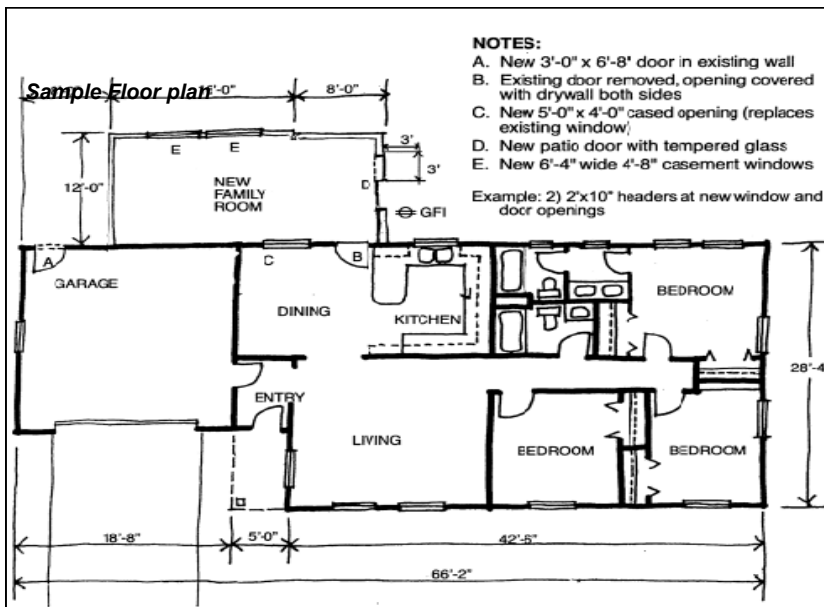 NOTES:
A. New 3'-0" x 6'-8" door in existing wall
B. Existing door removed, opening covered
with drywall both sides
C. New 5'-0" x 4'-0" cased opening (replaces
existing window)
D. New patio door with tempered glass
E. New 6'-4" wide 4'-8" casement windows
Example: 2) 2"x10" headers at new window and
door openings
Sample Floor plan
8'-0"
3'
3'
12'-0"
E
E
D
NEW
FAMILY
ROOM
GFI
A
C
B
GARAGE
DINING
KITCHEN
BEDROOM
28'-4
ENTRY
LIVING
BEDROOM
BEDROOM
18'-8"
5'-0"
42'-6"
66'-2"